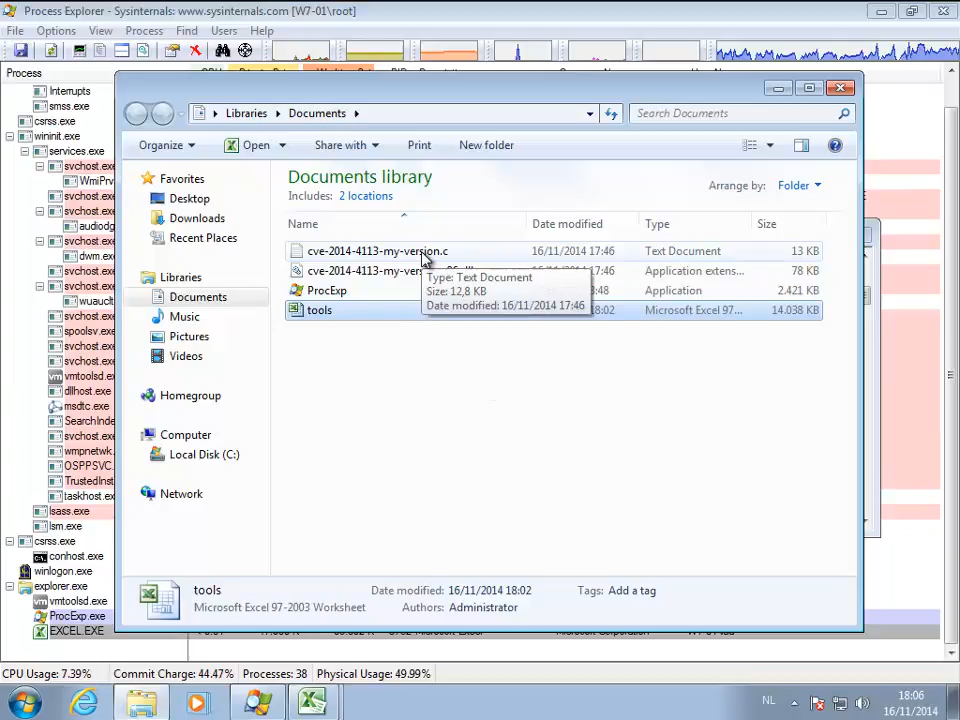 Process Explorer - Sysinternals: www.sysinternals.com [W7-01\root]
File Options View Process Find Users Help
Process
Interrupts
smss.exe
csrss.exe
wininit.exe
services.exe
svchost.exe
WmiPrv
svchost.exe
svchost.exe
audiodg
svchost.exe
dwm.exe
svchost.exe
wuauclt
svchost.exe
spoolsv.exe
svchost.exe
svchost.exe
vmtoolsd.exe
dllhost.exe
msdtc.exe
SearchIndex
svchost.exe
wmpnetwk.
OSPPSVC.
TrustedInst
taskhost.exe
lsass.exe
lsm.exe
csrss.exe
conhost.exe
winlogon.exe
explorer.exe
vmtoolsd.exe
ProcExp.exe
EXCEL.EXE
Libraries Documents
Search Documents
Organize Open Share with Print New folder
Favorites
Desktop
Downloads
Recent Places
Libraries
Documents
Music
Pictures
Videos
Homegroup
Computer
Local Disk (C:)
Network
Documents library
Includes: 2 locations
Arrange by: Folder
Name Date modified Type Size
cve-2014-4113-my-version.c 16/11/2014 17:46 Text Document 13 KB
16/11/2014 17:46 Application extens... 78 KB
ProcExp Application 2.421 KB
tools 18:02 Microsoft Excel 97-... 14.038 KB
Type: Text Document
Size: 12,8 KB
Date modified: 16/11/2014 17:46
tools Date modified: 16/11/2014 18:02 Tags: Add a tag
Microsoft Excel 97-2003 Worksheet Authors: Administrator
CPU Usage: 7.39% Commit Charge: 44.47% Processes: 38 Physical Usage: 49.99%
NL
18:06
16/11/2014